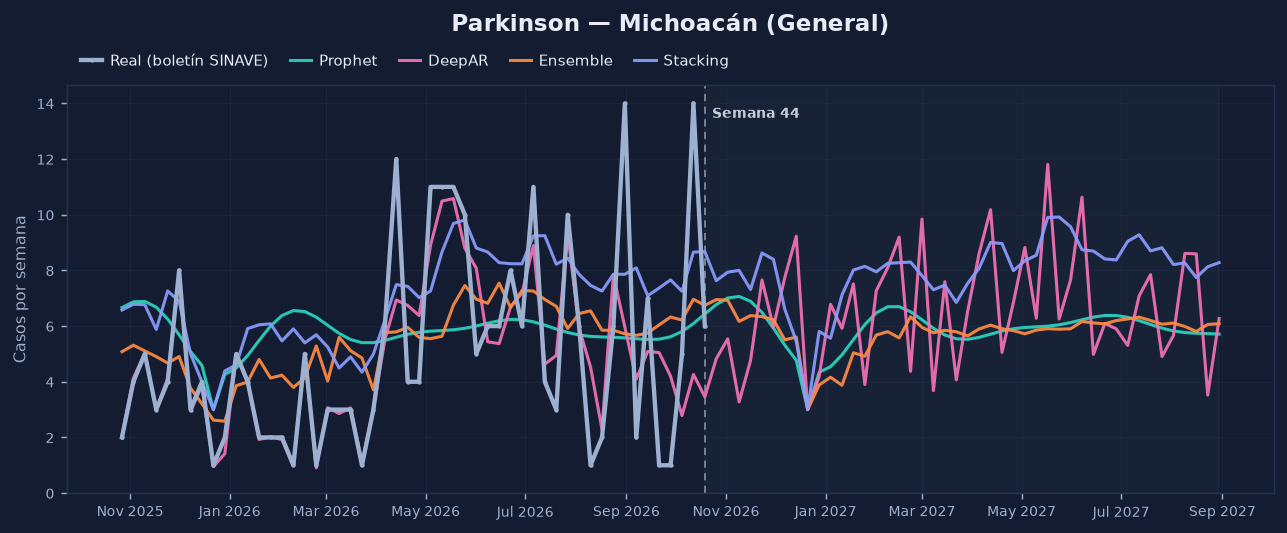 Parkinson — Michoacán (General)
Real (boletín SINAVE) Prophet DeepAR Ensemble Stacking
Semana 44
Casos por semana
14
12
10
8
6
4
2
0
Nov 2025 Jan 2026 Mar 2026 May 2026 Jul 2026 Sep 2026 Nov 2026 Jan 2027 Mar 2027 May 2027 Jul 2027 Sep 2027